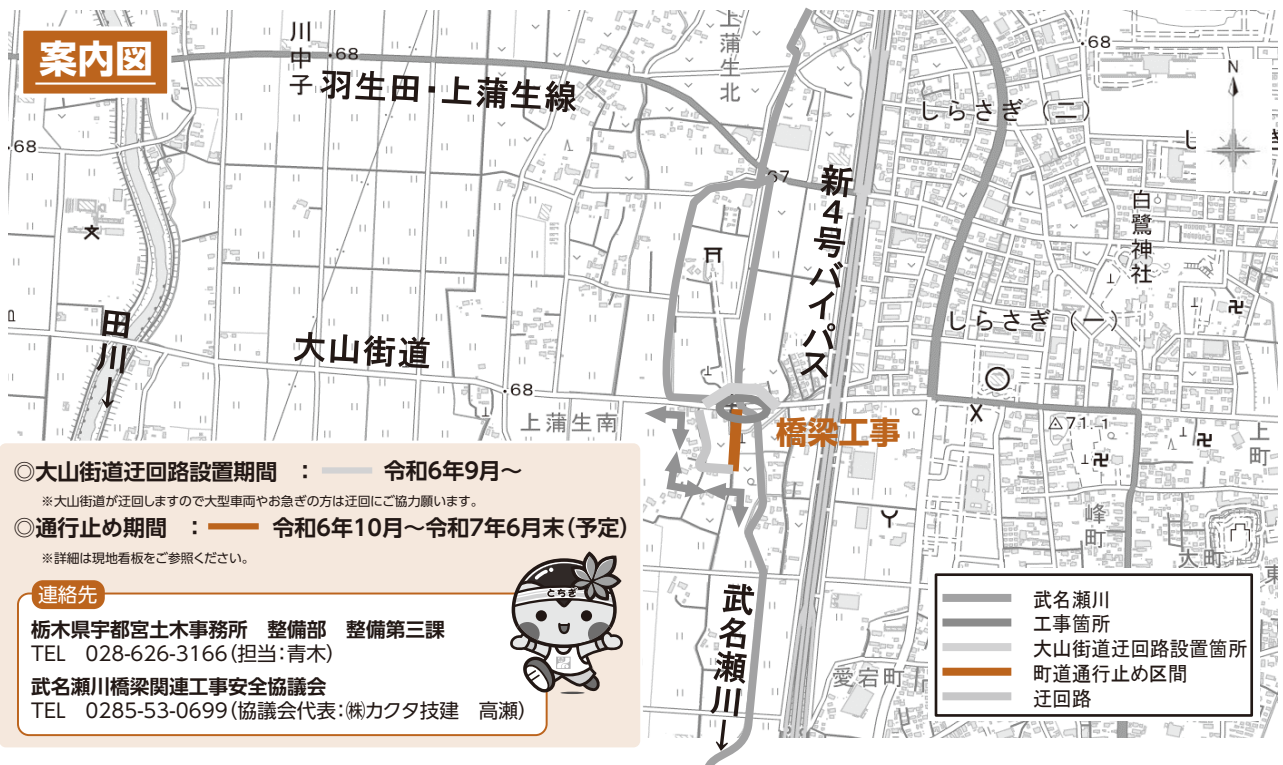 案内図
川中子
.68
羽生田・上蒲生線
上蒲生北
.68
しらさぎ(二)
N
.68
67
新4号バイパス
白鷺神社
し
田川↓
大山街道
.68
上蒲生南
しらさぎ(一)
橋梁工事
△71.1
上町
峰町
大町
東
愛宕町
武名瀬川↓
◎大山街道迂回路設置期間 : 令和6年9月~
※大山街道が迂回しますので大型車両やお急ぎの方は迂回にご協力願います。
◎通行止め期間 : 令和6年10月~令和7年6月末(予定)
※詳細は現地看板をご参照ください。
連絡先
栃木県宇都宮土木事務所 整備部 整備第三課
TEL 028-626-3166(担当:青木)
武名瀬川橋梁関連工事安全協議会
TEL 0285-53-0699(協議会代表:㈱カクタ技建 高瀬)
とちぎ
武名瀬川
工事箇所
大山街道迂回路設置箇所
町道通行止め区間
迂回路